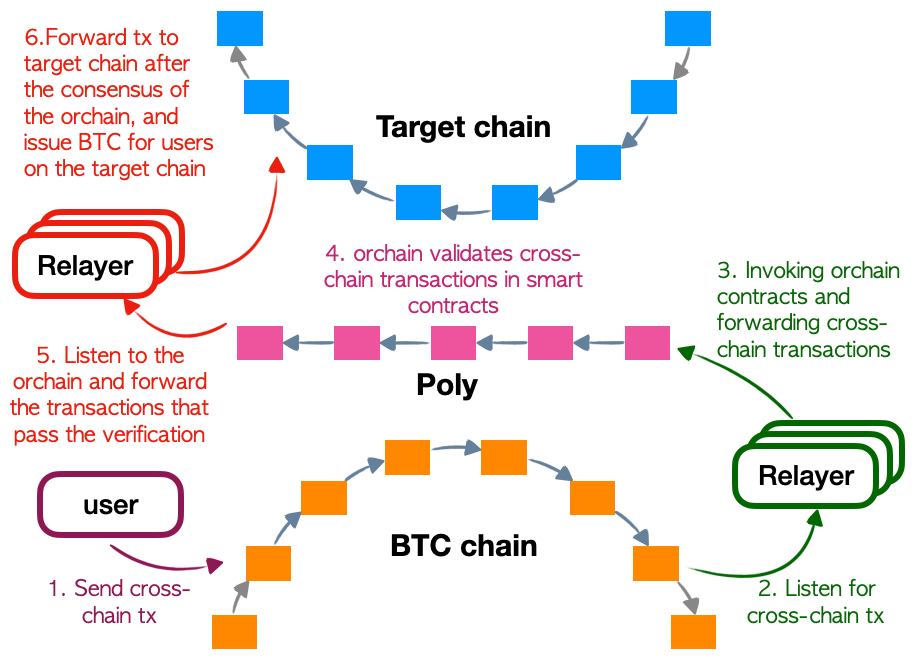 6.Forward tx to
target chain after
the consensus of
the orchain, and
issue BTC for users
on the target chain
Target chain
Relayer
4. orchain validates cross-
chain transactions in smart
contracts
3. Invoking orchain
contracts and
forwarding cross-
chain transactions
5. Listen to the
orchain and forward
the transactions that
pass the verification
Poly
Relayer
user
BTC chain
1. Send cross-
chain tx
2. Listen for
cross-chain tx